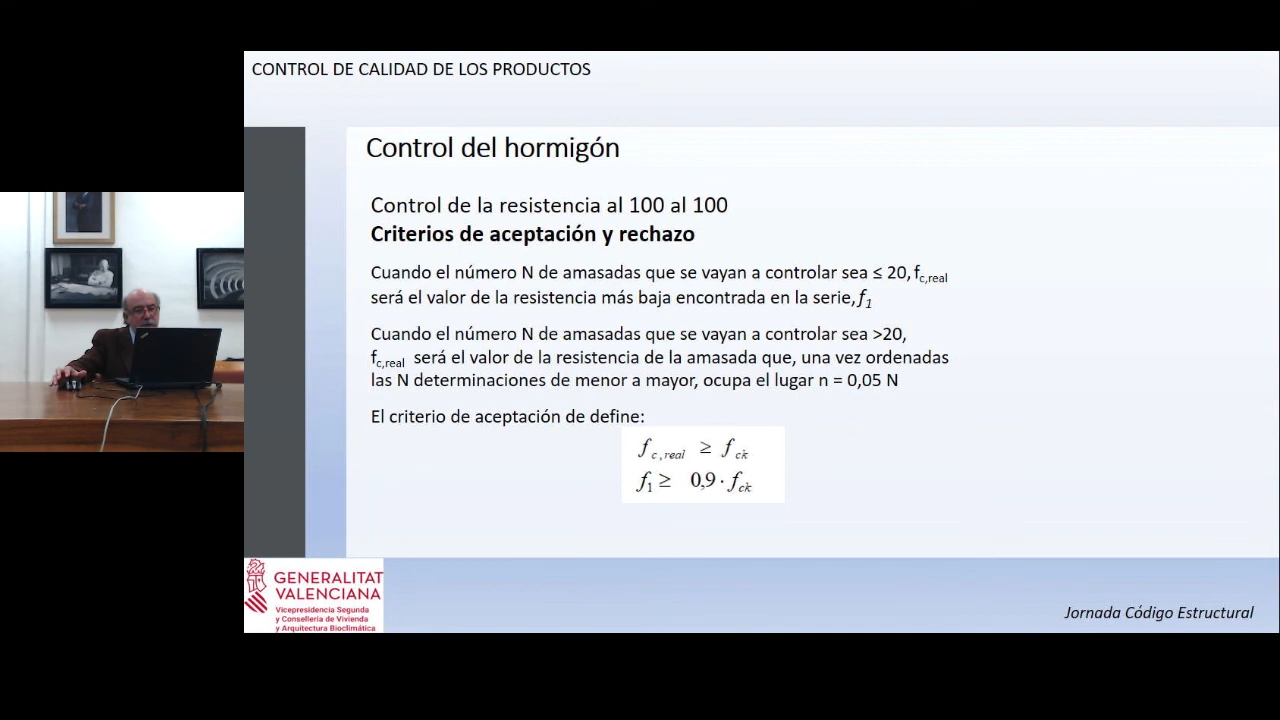 CONTROL DE CALIDAD DE LOS PRODUCTOS
Control del hormigón
Control de la resistencia al 100 al 100
Criterios de aceptación y rechazo
Cuando el número N de amasadas que se vayan a controlar sea ≤ 20, fc,real
será el valor de la resistencia más baja encontrada en la serie, f1
Cuando el número N de amasadas que se vayan a controlar sea >20,
fc,real será el valor de la resistencia de la amasada que, una vez ordenadas
las N determinaciones de menor a mayor, ocupa el lugar n = 0,05 N
El criterio de aceptación de define:
fc,real ≥ fck
f1 ≥ 0,9 · fck
GENERALITAT
VALENCIANA
Vicepresidencia Segunda
y Conselleria de Vivienda
y Arquitectura Bioclimática
Jornada Código Estructural